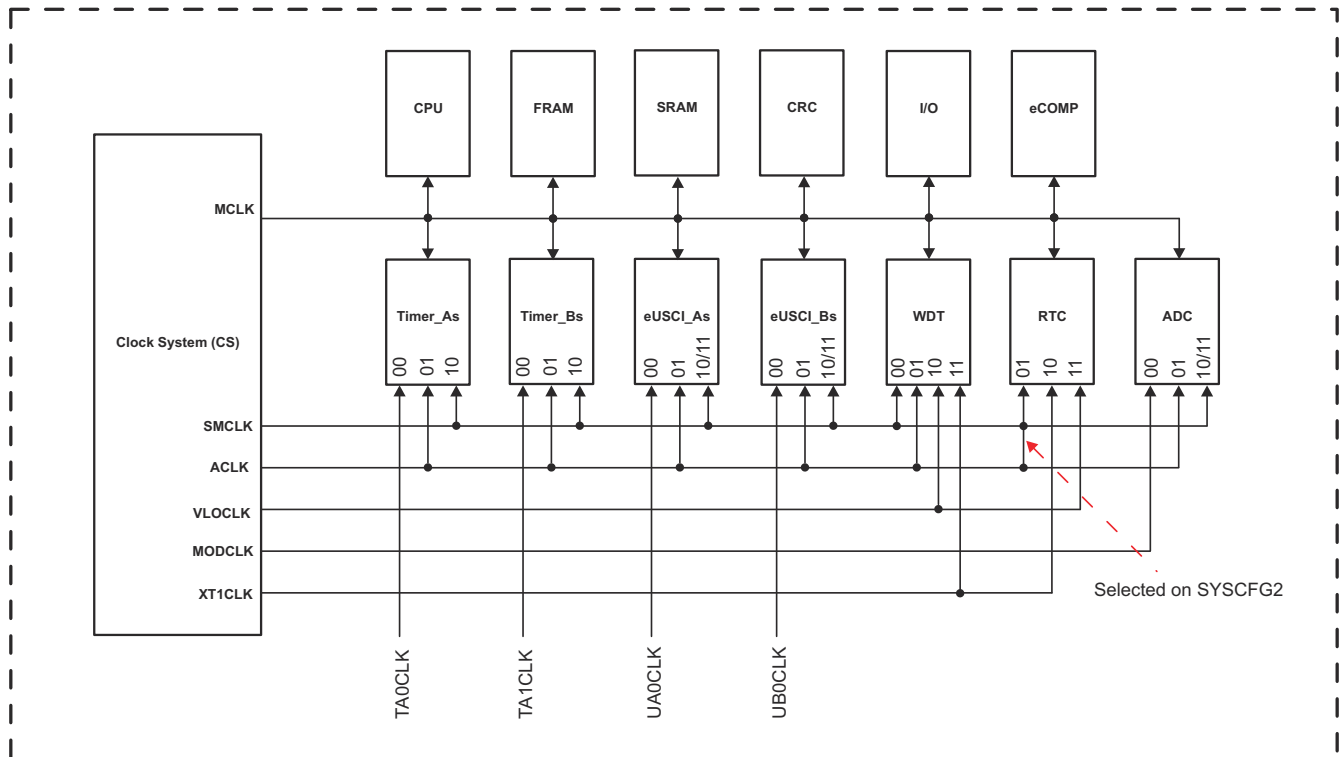 CPU
FRAM
SRAM
CRC
I/O
eCOMP
MCLK
Clock System (CS)
Timer_As
00
01
10
Timer_Bs
00
01
10
eUSCI_As
00
01
10/11
eUSCI_Bs
00
01
10/11
WDT
00
01
10
11
RTC
01
10
11
ADC
00
01
10/11
SMCLK
ACLK
VLOCLK
MODCLK
XT1CLK
Selected on SYSCFG2
TA0CLK
TA1CLK
UA0CLK
UB0CLK